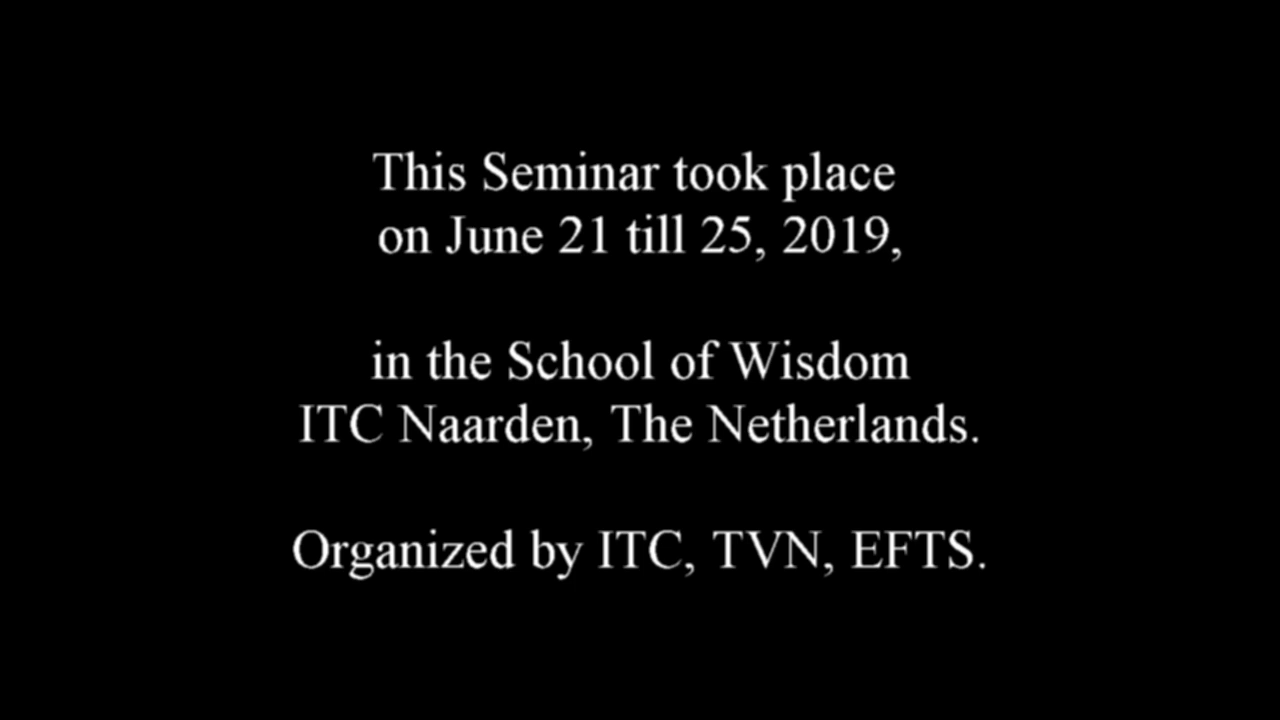 This Seminar took place
on June 21 till 25, 2019,
in the School of Wisdom
ITC Naarden, The Netherlands.
Organized by ITC, TVN, EFTS.